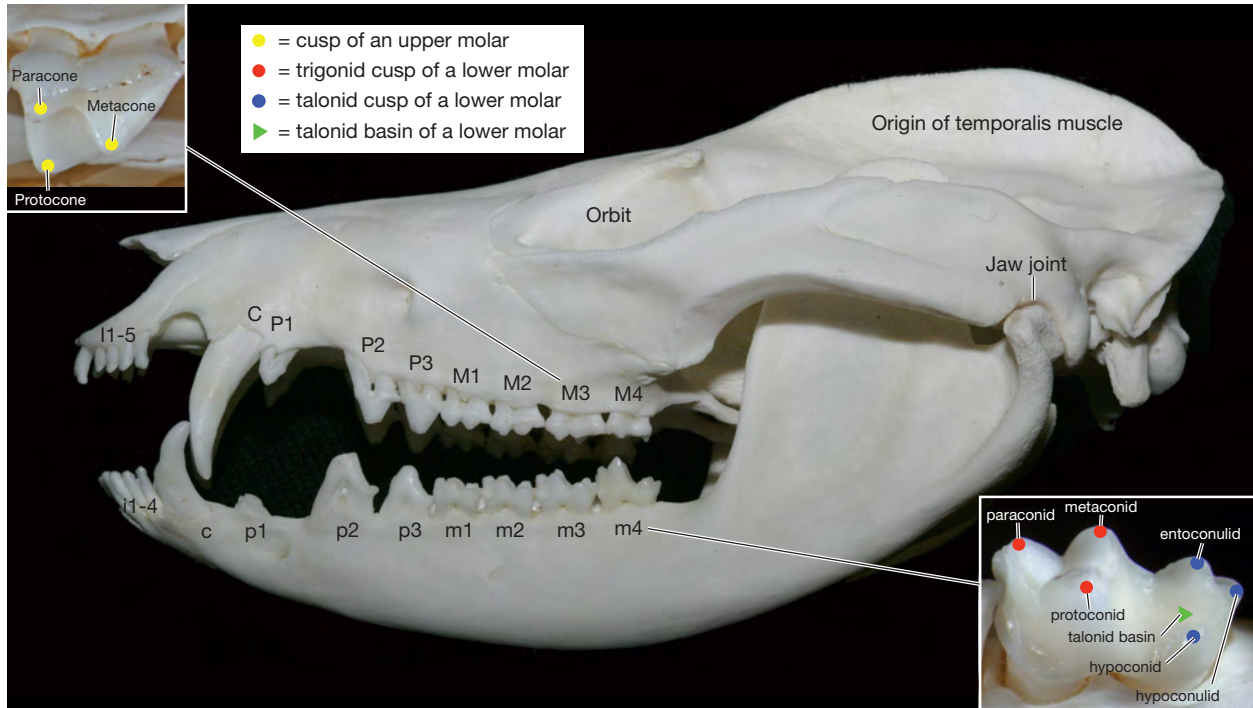 Paracone
Metacone
Protocone
= cusp of an upper molar
= trigonid cusp of a lower molar
= talonid cusp of a lower molar
= talonid basin of a lower molar
Origin of temporalis muscle
Orbit
Jaw joint
I1-5
C
P1
P2
P3
M1
M2
M3
M4
i1-4
c
p1
p2
p3
m1
m2
m3
m4
paraconid
metaconid
entoconulid
protoconid
talonid basin
hypoconid
hypoconulid